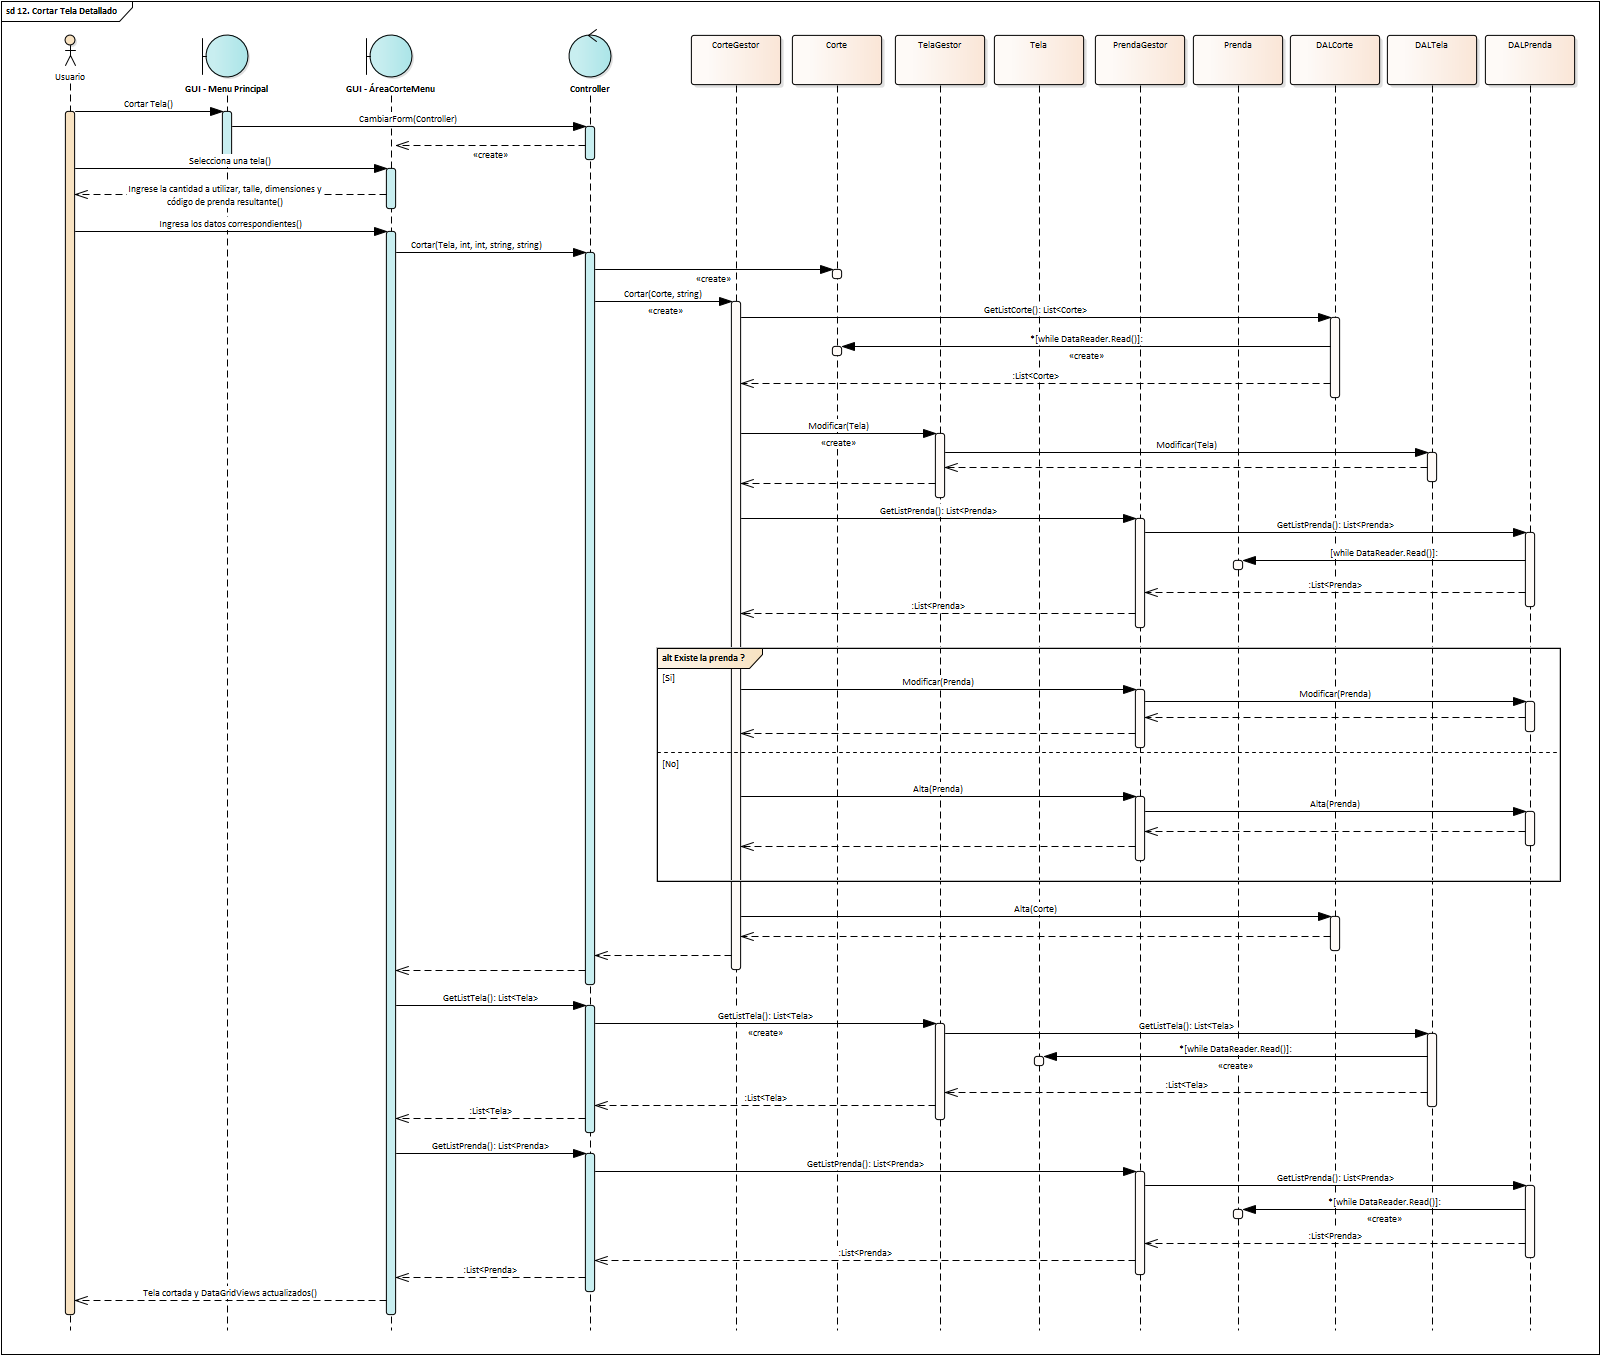 sd 12. Cortar Tela Detallado
Usuario
GUI - Menu Principal
GUI - ÁreaCorteMenu
Controller
CorteGestor
Corte
TelaGestor
Tela
PrendaGestor
Prenda
DALCorte
DALTela
DALPrenda
Cortar Tela()
CambiarForm(Controller)
«create»
Selecciona una tela()
Ingrese la cantidad a utilizar, talle, dimensiones y
código de prenda resultante()
Ingresa los datos correspondientes()
Cortar(Tela, int, int, string, string)
«create»
Cortar(Corte, string)
«create»
GetListCorte(): List<Corte>
*[while DataReader.Read()]:
«create»
:List<Corte>
Modificar(Tela)
«create»
Modificar(Tela)
GetListPrenda(): List<Prenda>
GetListPrenda(): List<Prenda>
[while DataReader.Read()]:
:List<Prenda>
:List<Prenda>
alt Existe la prenda ?
[Si]
Modificar(Prenda)
Modificar(Prenda)
[No]
Alta(Prenda)
Alta(Prenda)
Alta(Corte)
GetListTela(): List<Tela>
GetListTela(): List<Tela>
«create»
GetListTela(): List<Tela>
*[while DataReader.Read()]:
«create»
:List<Tela>
:List<Tela>
:List<Tela>
GetListPrenda(): List<Prenda>
GetListPrenda(): List<Prenda>
GetListPrenda(): List<Prenda>
*[while DataReader.Read()]:
«create»
:List<Prenda>
:List<Prenda>
:List<Prenda>
Tela cortada y DataGridViews actualizados()